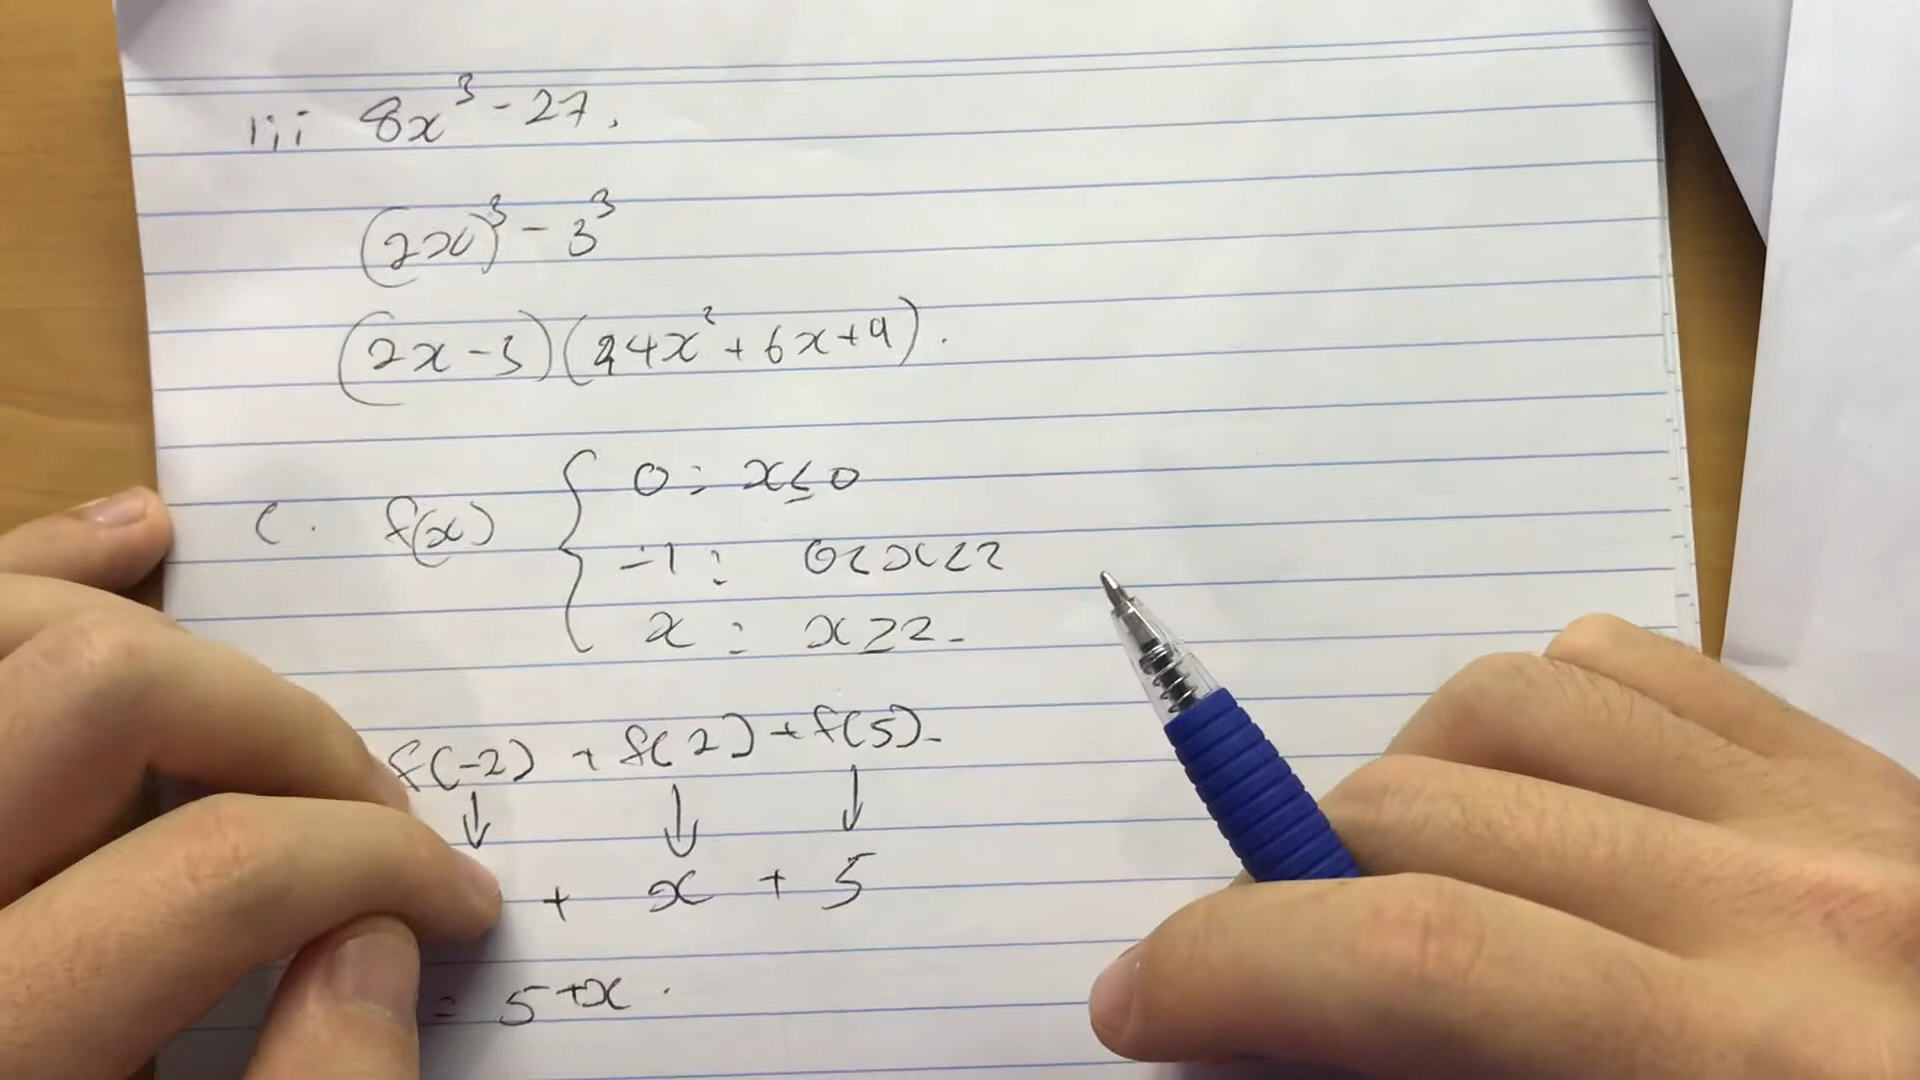 iii 8x³ - 27.
(2x)³ - 3³
(2x - 3)(4x² + 6x + 9).
c. f(x) { 0 : x ≤ 0
-1 : 0 < x < 2
x : x ≥ 2.
f(-2) + f(2) + f(5).
↓ ↓ ↓
+ x + 5
= 5 + x.